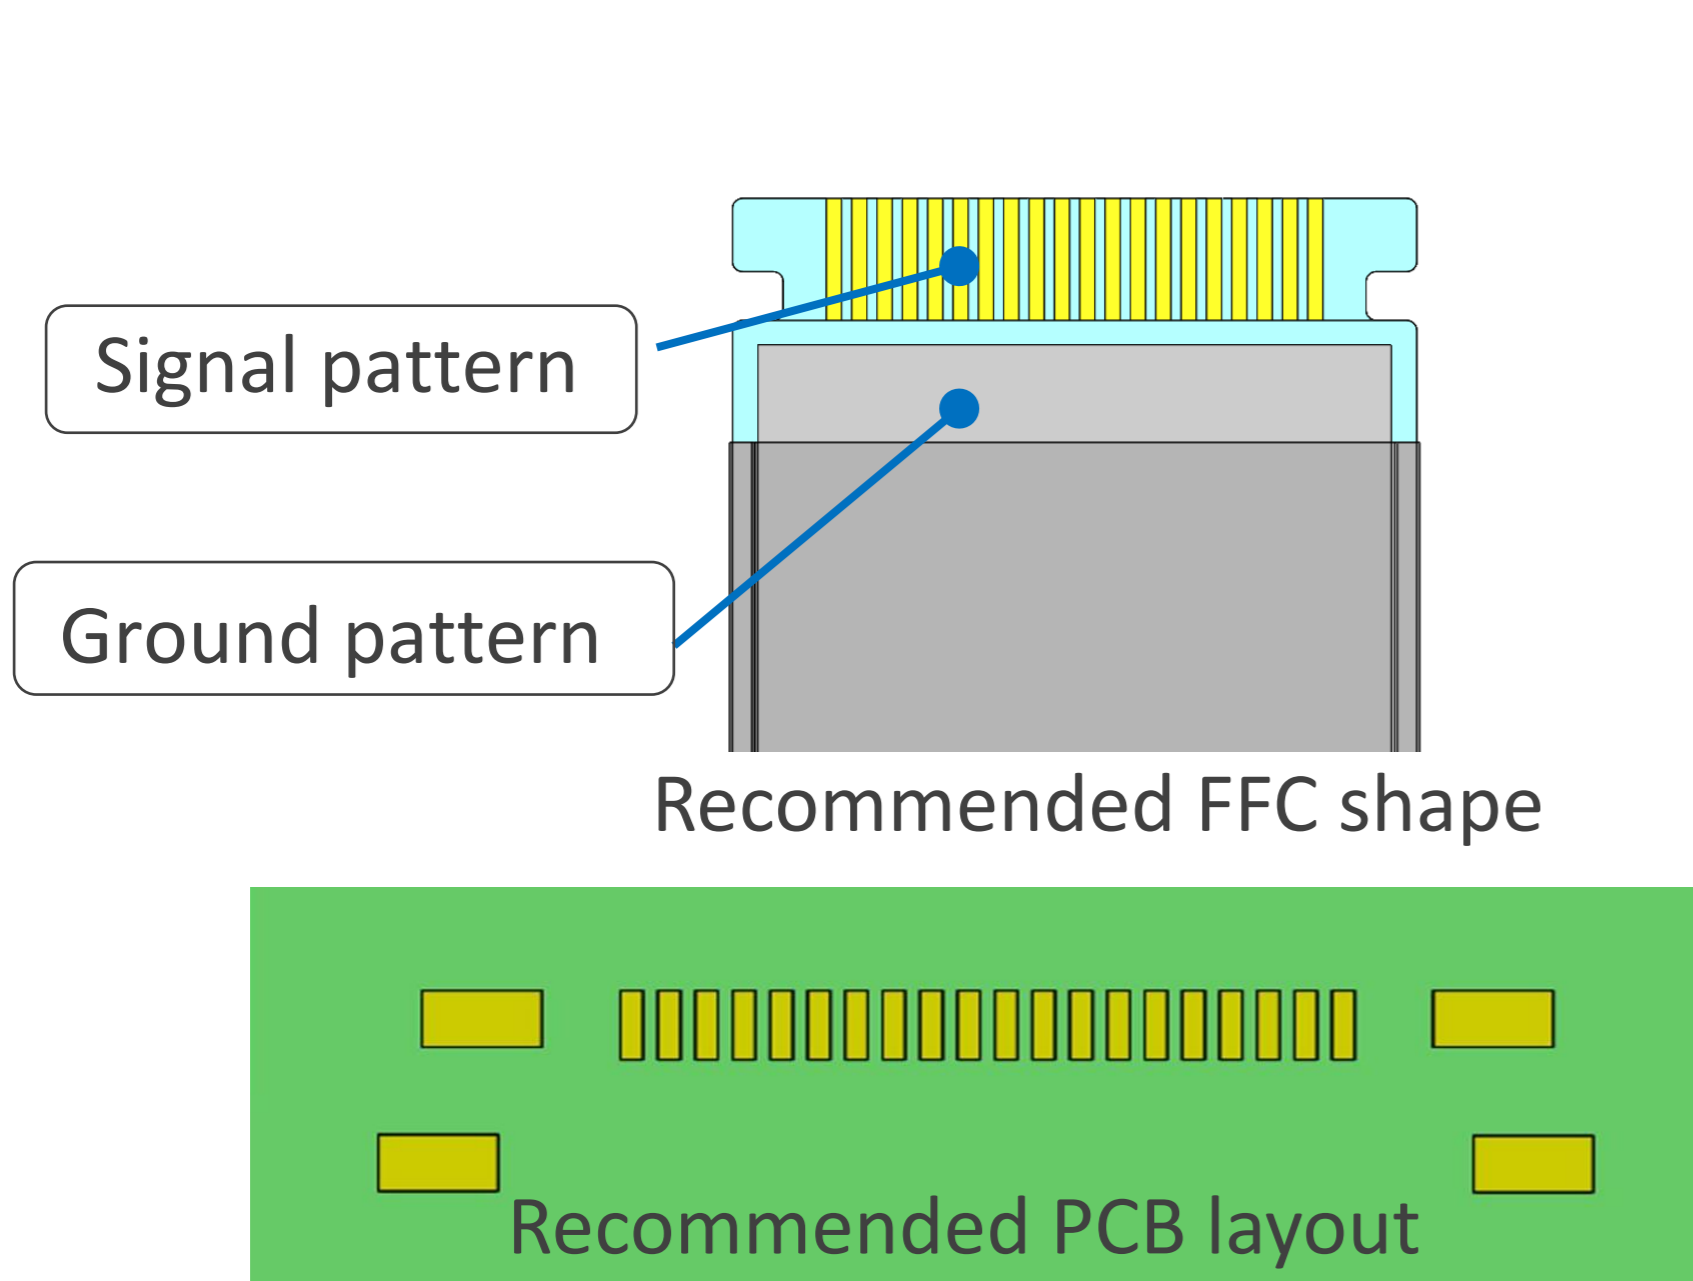 Signal pattern
Ground pattern
Recommended FFC shape
Recommended PCB layout